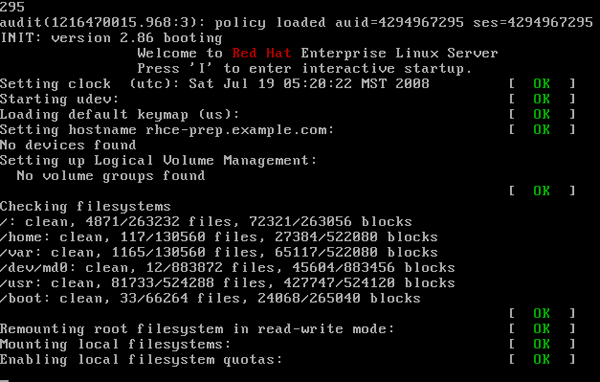 295
audit(1216470015.968:3): policy loaded auid=4294967295 ses=4294967295
INIT: version 2.86 booting
Welcome to Red Hat Enterprise Linux Server
Press 'I' to enter interactive startup.
Setting clock  (utc): Sat Jul 19 05:20:22 MST 2008 [  OK  ]
Starting udev: [  OK  ]
Loading default keymap (us): [  OK  ]
Setting hostname rhce-prep.example.com: [  OK  ]
No devices found
Setting up Logical Volume Management:
No volume groups found
[  OK  ]
Checking filesystems
/: clean, 4871/263232 files, 72321/263056 blocks
/home: clean, 117/130560 files, 27384/522080 blocks
/var: clean, 1165/130560 files, 65117/522080 blocks
/dev/md0: clean, 12/883872 files, 45604/883456 blocks
/usr: clean, 81733/524288 files, 427747/524120 blocks
/boot: clean, 33/66264 files, 24068/265040 blocks
[  OK  ]
Remounting root filesystem in read-write mode: [  OK  ]
Mounting local filesystems: [  OK  ]
Enabling local filesystem quotas: [  OK  ]